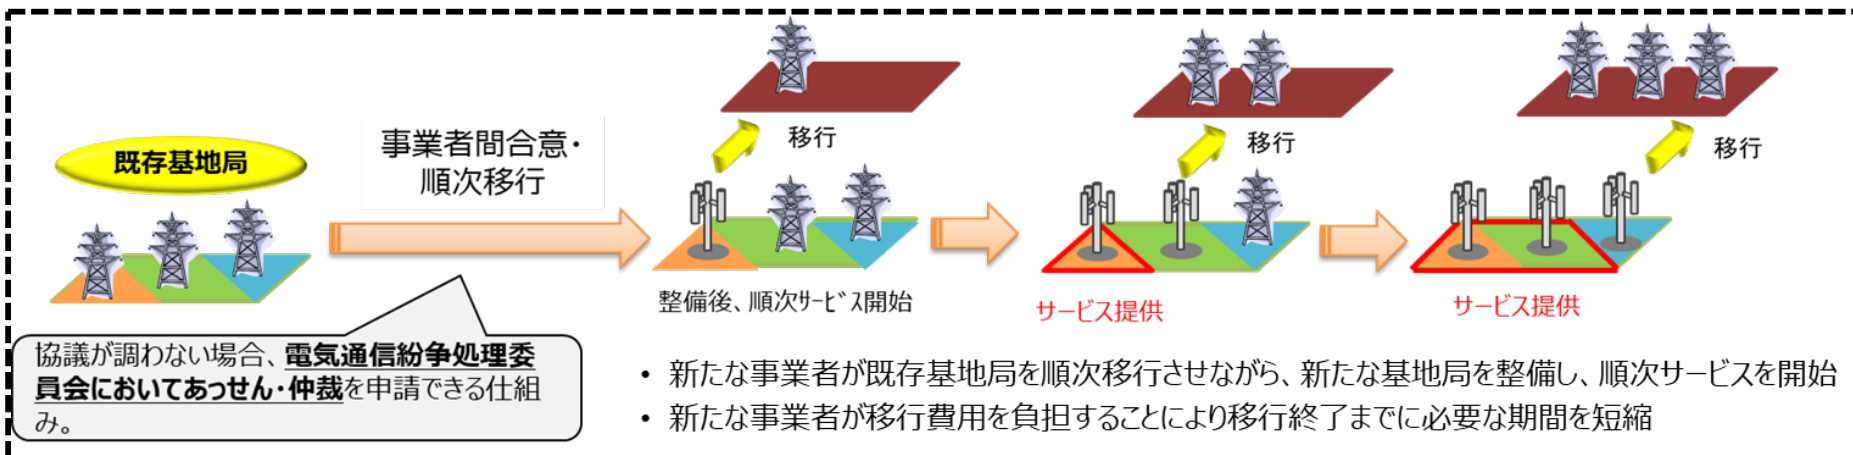 既存基地局
事業者間合意・
順次移行
協議が調わない場合、電気通信紛争処理委
員会においてあっせん・仲裁を申請できる仕組
み。
移行
整備後、順次ｻｰﾋﾞｽ開始
移行
サービス提供
移行
サービス提供
• 新たな事業者が既存基地局を順次移行させながら、新たな基地局を整備し、順次サービスを開始
• 新たな事業者が移行費用を負担することにより移行終了までに必要な期間を短縮